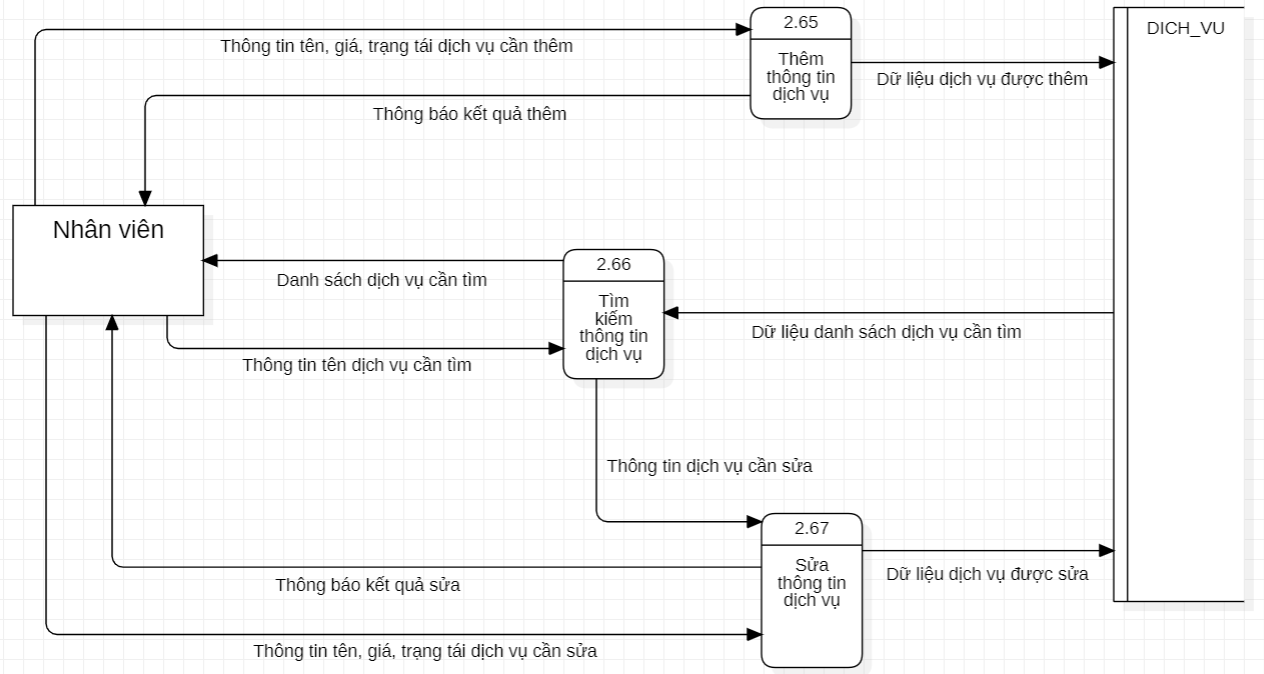 2.65
DICH_VU
Thông tin tên, giá, trạng tái dịch vụ cần thêm
Thêm
thông tin
dịch vụ
Dữ liệu dịch vụ được thêm
Thông báo kết quả thêm
Nhân viên
2.66
Danh sách dịch vụ cần tìm
Tìm
kiếm
thông tin
dịch vụ
Dữ liệu danh sách dịch vụ cần tìm
Thông tin tên dịch vụ cần tìm
Thông tin dịch vụ cần sửa
2.67
Sửa
thông tin
dịch vụ
Dữ liệu dịch vụ được sửa
Thông báo kết quả sửa
Thông tin tên, giá, trạng tái dịch vụ cần sửa